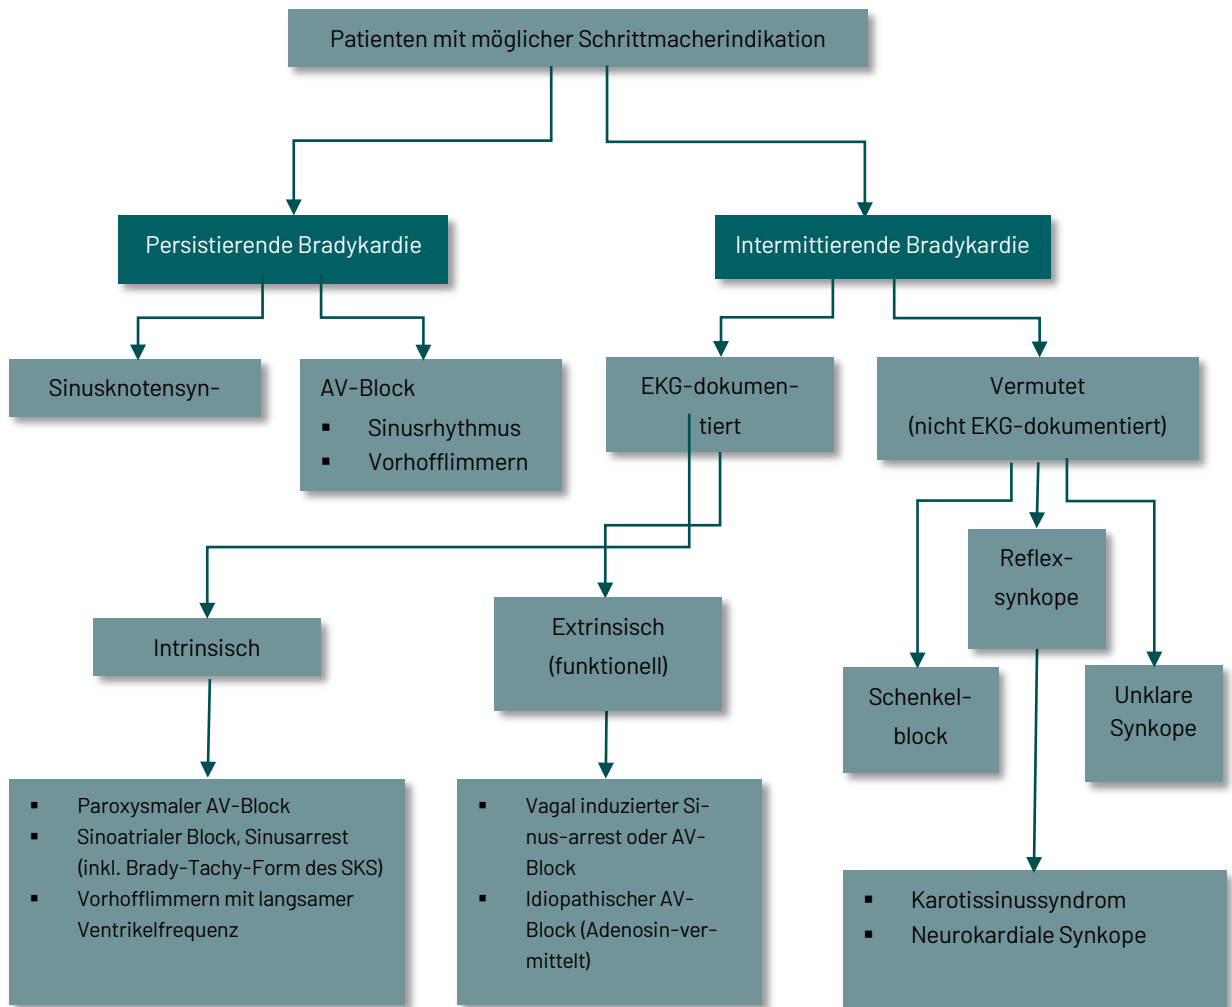 Patienten mit möglicher Schrittmacherindikation
Persistierende Bradykardie
Intermittierende Bradykardie
Sinusknotensyn-
AV-Block
▪ Sinusrhythmus
▪ Vorhofflimmern
EKG-dokumen-
tiert
Vermutet
(nicht EKG-dokumentiert)
Intrinsisch
Extrinsisch
(funktionell)
Reflex-
synkope
Schenkel-
block
Unklare
Synkope
▪ Paroxysmaler AV-Block
▪ Sinoatrialer Block, Sinusarrest
(inkl. Brady-Tachy-Form des SKS)
▪ Vorhofflimmern mit langsamer
Ventrikelfrequenz
▪ Vagal induzierter Si-
nus-arrest oder AV-
Block
▪ Idiopathischer AV-
Block (Adenosin-ver-
mittelt)
▪ Karotissinussyndrom
▪ Neurokardiale Synkope